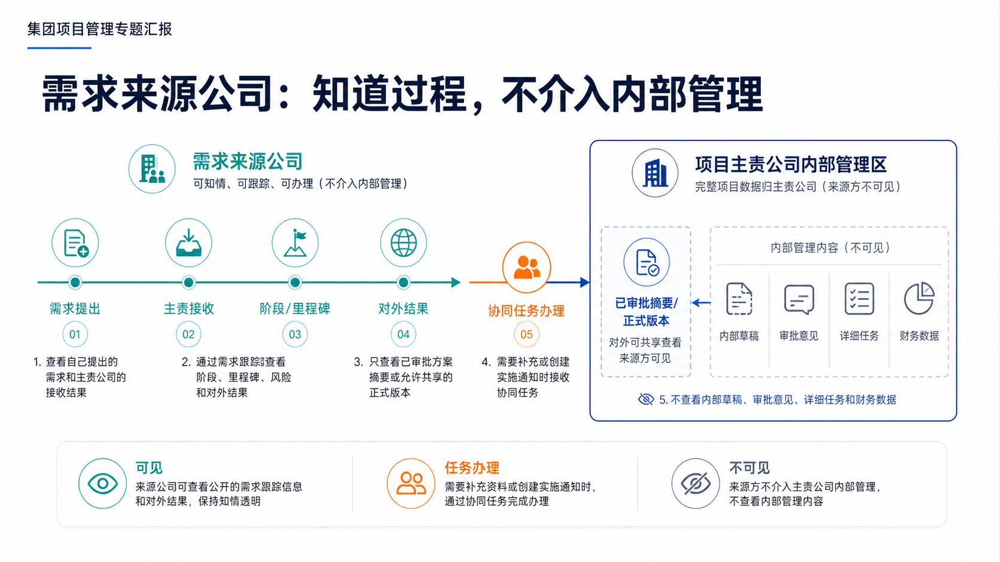 集团项目管理专题汇报
需求来源公司：知道过程，不介入内部管理
需求来源公司
可知情、可跟踪、可办理（不介入内部管理）
需求提出
01
1. 查看自己提出的
需求和主责公司的
接收结果
主责接收
02
2. 通过需求跟踪查看
阶段、里程碑、风险
和对外结果
阶段/里程碑
03
对外结果
04
3. 只查看已审批方案
摘要或允许共享的
正式版本
协同任务办理
05
4. 需要补充或创建
实施通知时接收
协同任务
项目主责公司内部管理区
完整项目数据归主责公司（来源方不可见）
已审批摘要/
正式版本
对外可共享查看
来源方可见
内部管理内容（不可见）
内部草稿
审批意见
详细任务
财务数据
5. 不查看内部草稿、审批意见、详细任务和财务数据
可见
来源公司可查看公开的需求跟踪信息
和对外结果，保持知情透明
任务办理
需要补充资料或创建实施通知时，
通过协同任务完成办理
不可见
来源方不介入主责公司内部管理，
不查看内部管理内容